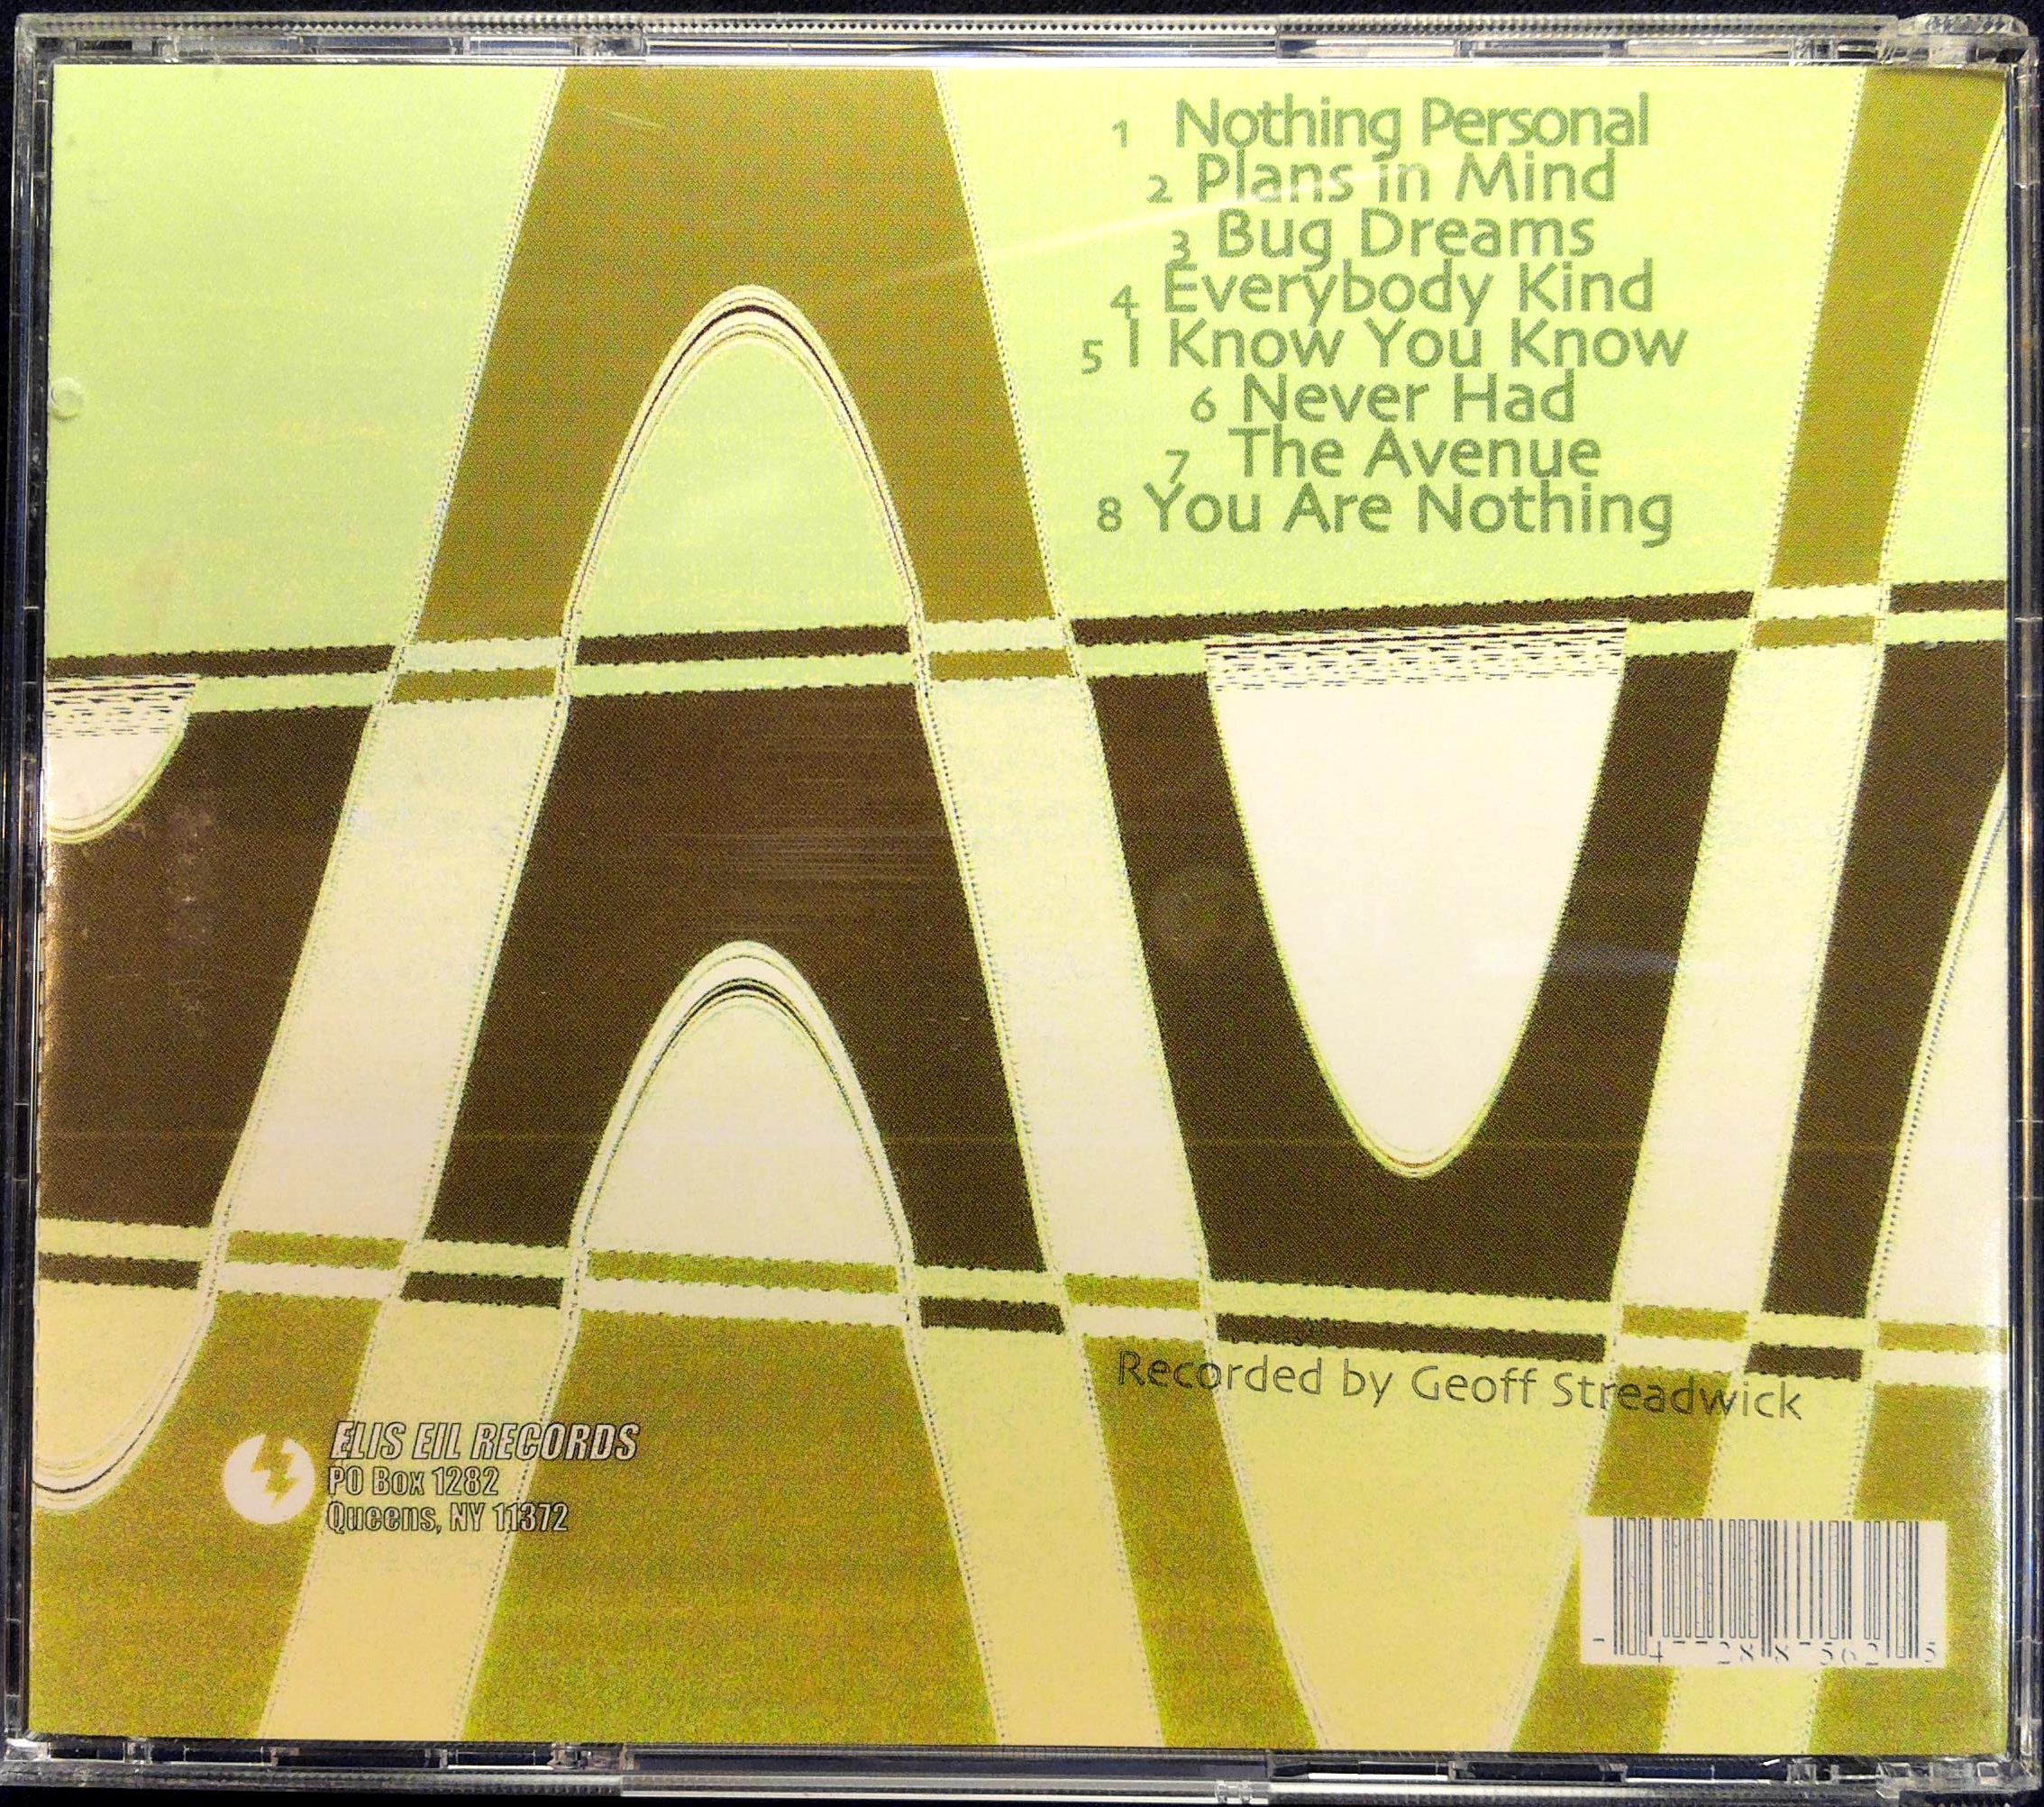 1 Nothing Personal
2 Plans in Mind
3 Bug Dreams
4 Everybody Kind
5 I Know You Know
6 Never Had
7 The Avenue
8 You Are Nothing
Recorded by Geoff Streadwick
ELIS EIL RECORDS
PO Box 1282
Queens, NY 11372